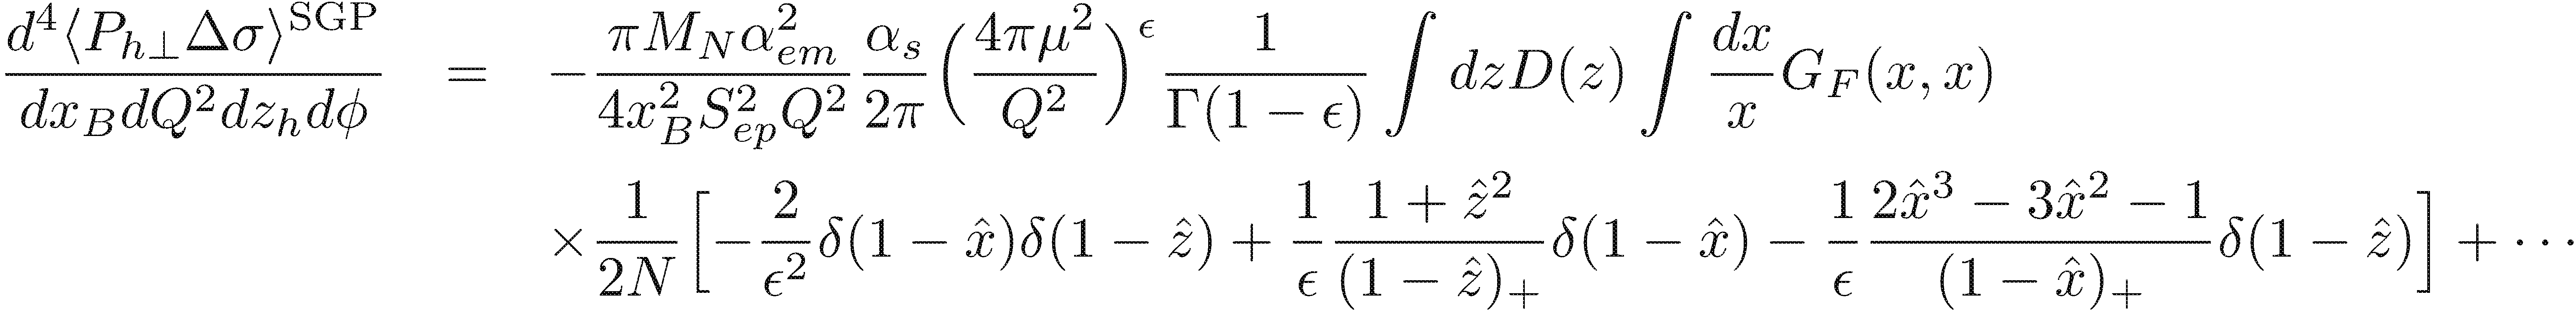 \frac{d^4\langle P_{h\perp}\Delta\sigma\rangle^{\rm SGP}}{dx_B dQ^2 dz_h d\phi} = -\frac{\pi M_N\alpha_{em}^2}{4x_B^2 S_{ep}^2 Q^2}\frac{\alpha_s}{2\pi}\Bigl(\frac{4\pi\mu^2}{Q^2}\Bigr)^{\epsilon}\frac{1}{\Gamma(1-\epsilon)}\int dz D(z)\int\frac{dx}{x}G_F(x,x)
\times\frac{1}{2N}\Bigl[-\frac{2}{\epsilon^2}\delta(1-\hat{x})\delta(1-\hat{z})+\frac{1}{\epsilon}\frac{1+\hat{z}^2}{(1-\hat{z})_+}\delta(1-\hat{x})-\frac{1}{\epsilon}\frac{2\hat{x}^3-3\hat{x}^2-1}{(1-\hat{x})_+}\delta(1-\hat{z})\Bigr]+\cdots